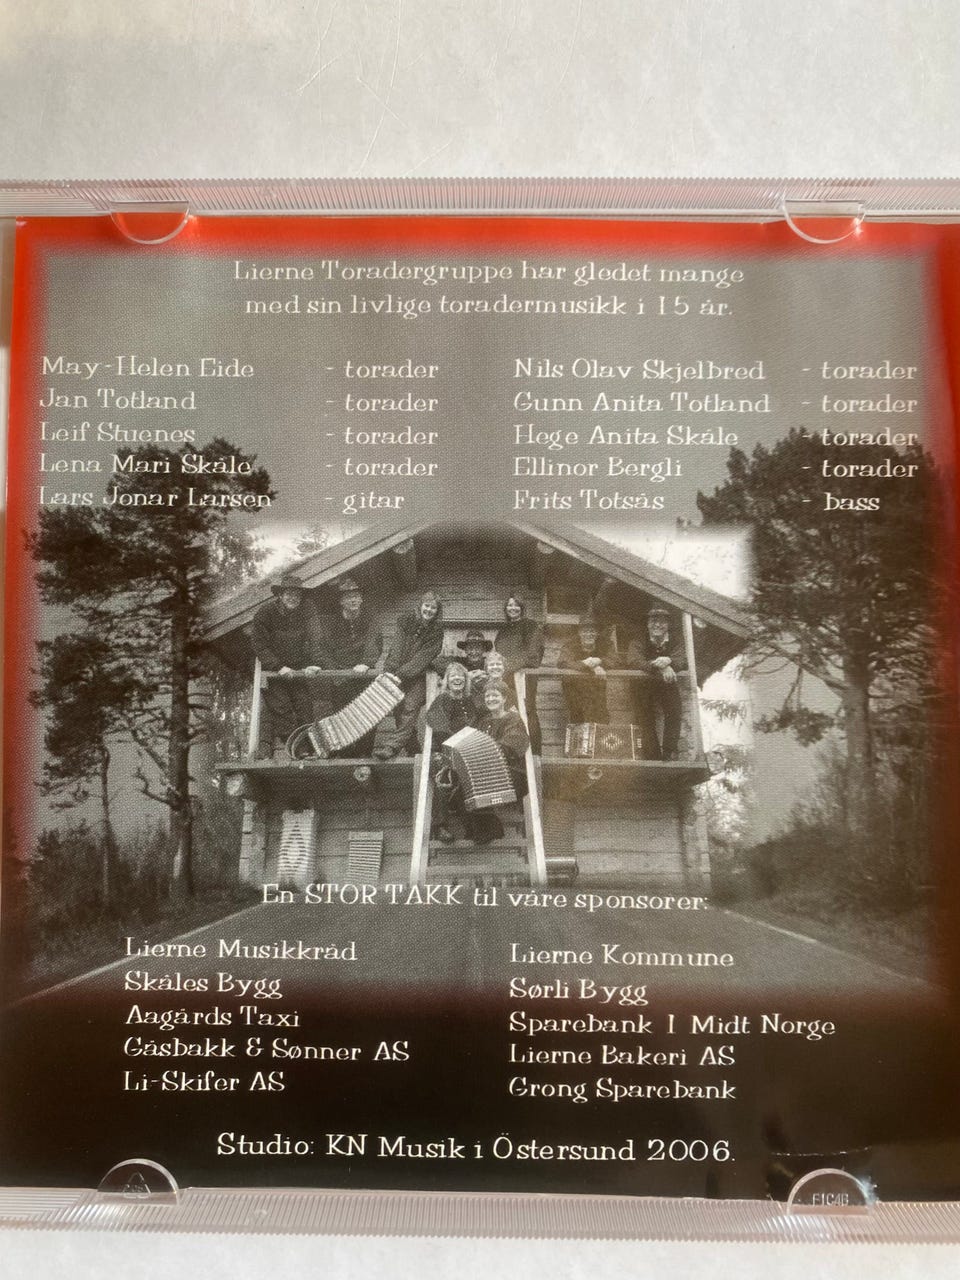 Lierne Toradergruppe har gledet mange
med sin livlige toradermusikk i 15 år.
May-Helen Eide - torader
Jan Totland - torader
Leif Stuenes - torader
Lena Mari Skåle - torader
Lars Jonar Larsen - gitar
Nils Olav Skjelbred - torader
Gunn Anita Totland - torader
Hege Anita Skåle - torader
Ellinor Bergli - torader
Frits Totsås - bass
En STOR TAKK til våre sponsorer:
Lierne Musikkråd
Skåles Bygg
Aagårds Taxi
Gåsbakk & Sønner AS
Li-Skifer AS
Lierne Kommune
Sørli Bygg
Sparebank 1 Midt Norge
Lierne Bakeri AS
Grong Sparebank
Studio: KN Musik i Östersund 2006.